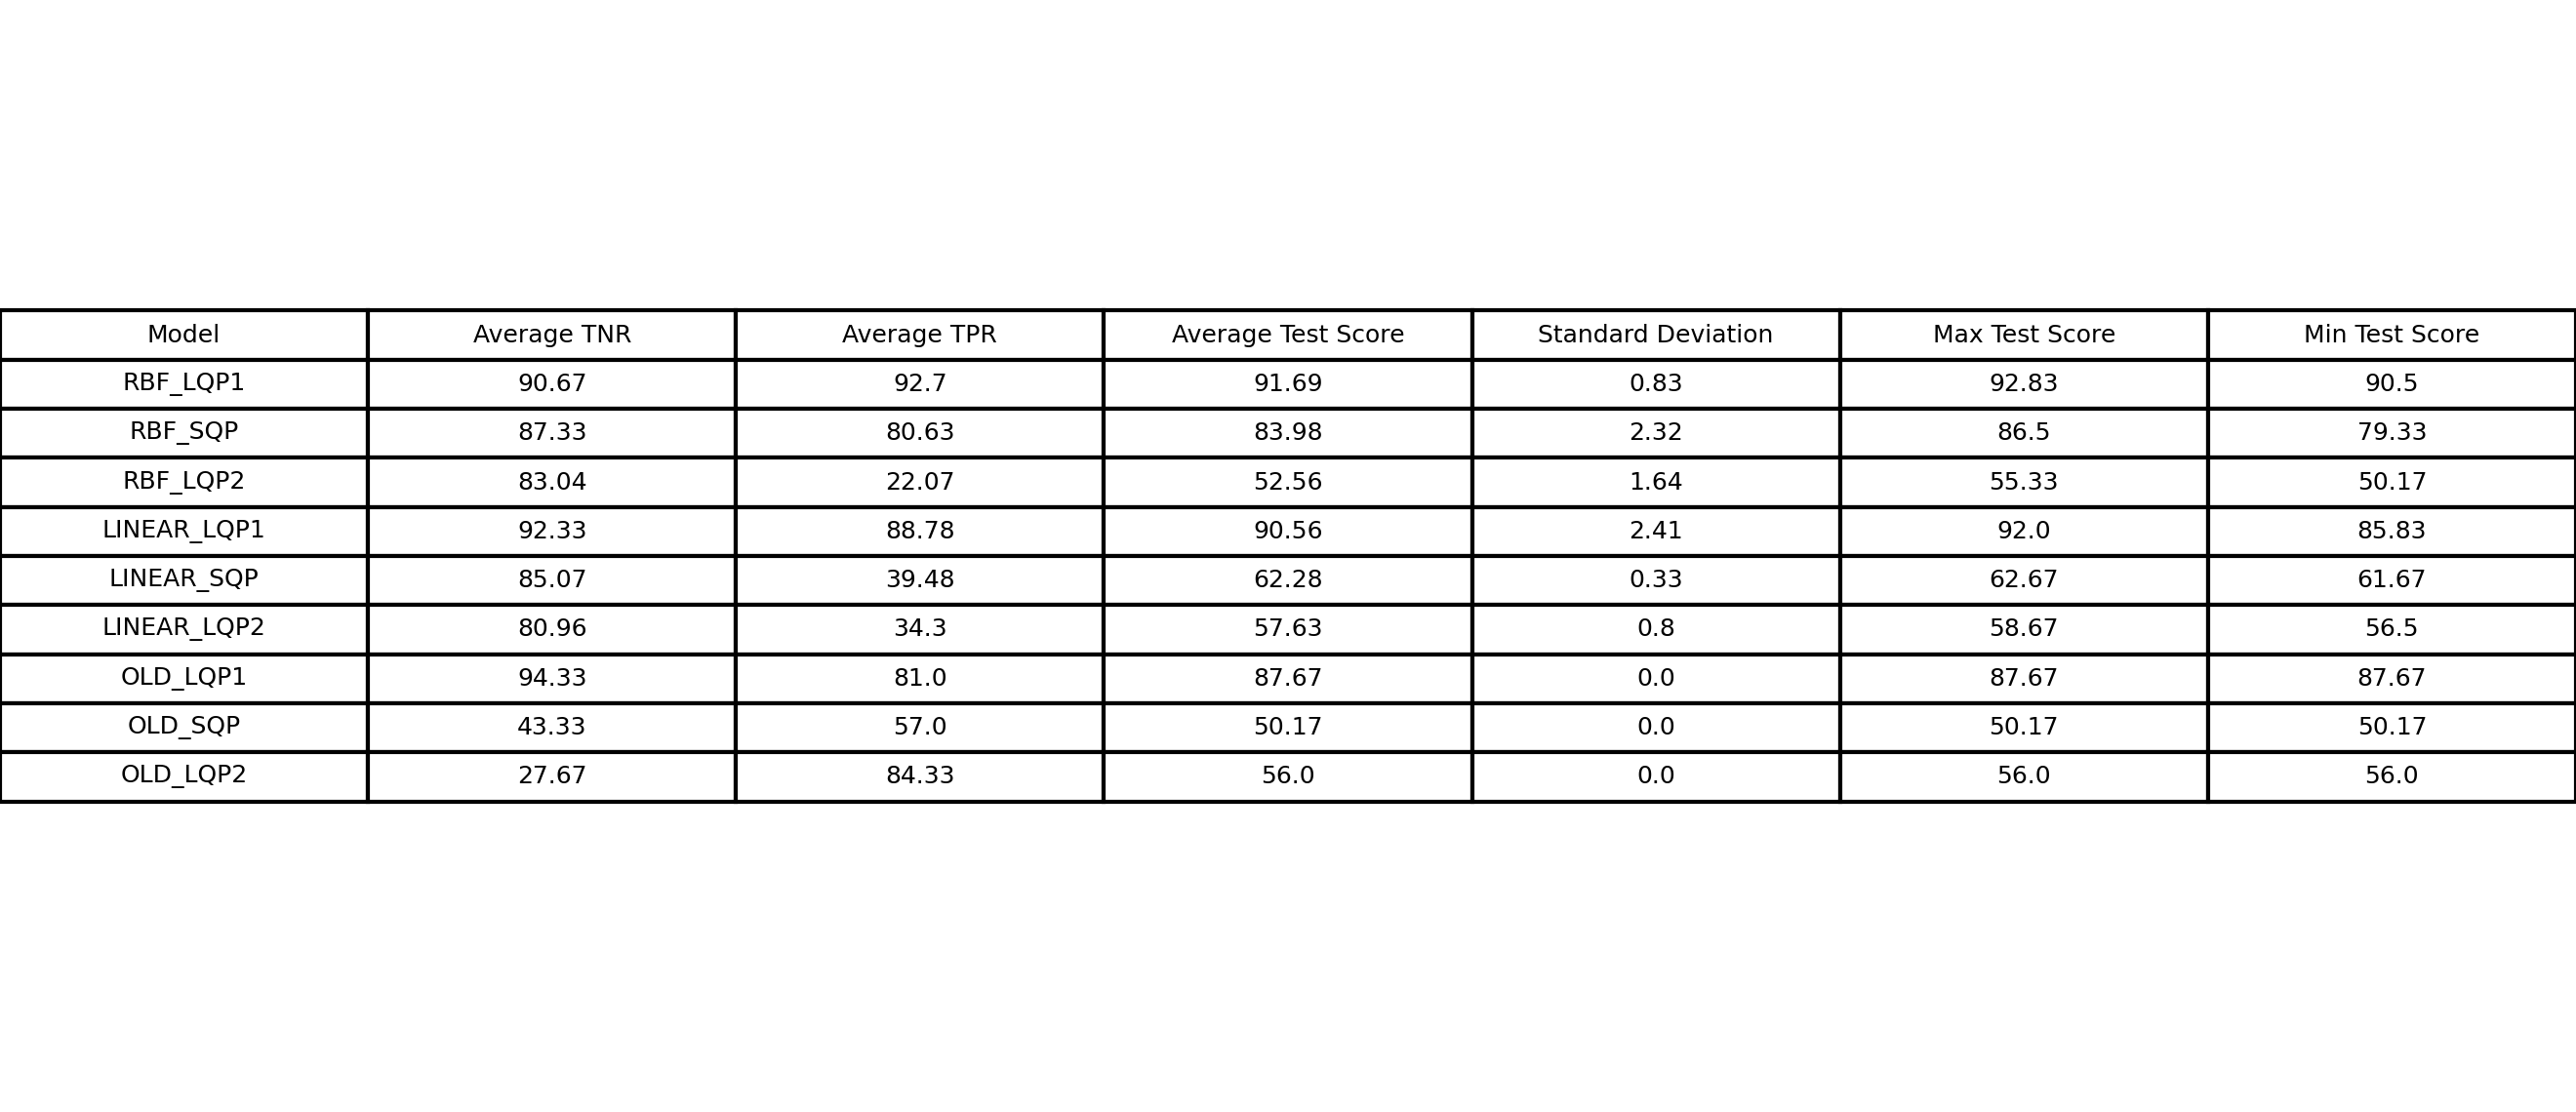 Model Average TNR Average TPR Average Test Score Standard Deviation Max Test Score Min Test Score
RBF_LQP1 90.67 92.7 91.69 0.83 92.83 90.5
RBF_SQP 87.33 80.63 83.98 2.32 86.5 79.33
RBF_LQP2 83.04 22.07 52.56 1.64 55.33 50.17
LINEAR_LQP1 92.33 88.78 90.56 2.41 92.0 85.83
LINEAR_SQP 85.07 39.48 62.28 0.33 62.67 61.67
LINEAR_LQP2 80.96 34.3 57.63 0.8 58.67 56.5
OLD_LQP1 94.33 81.0 87.67 0.0 87.67 87.67
OLD_SQP 43.33 57.0 50.17 0.0 50.17 50.17
OLD_LQP2 27.67 84.33 56.0 0.0 56.0 56.0